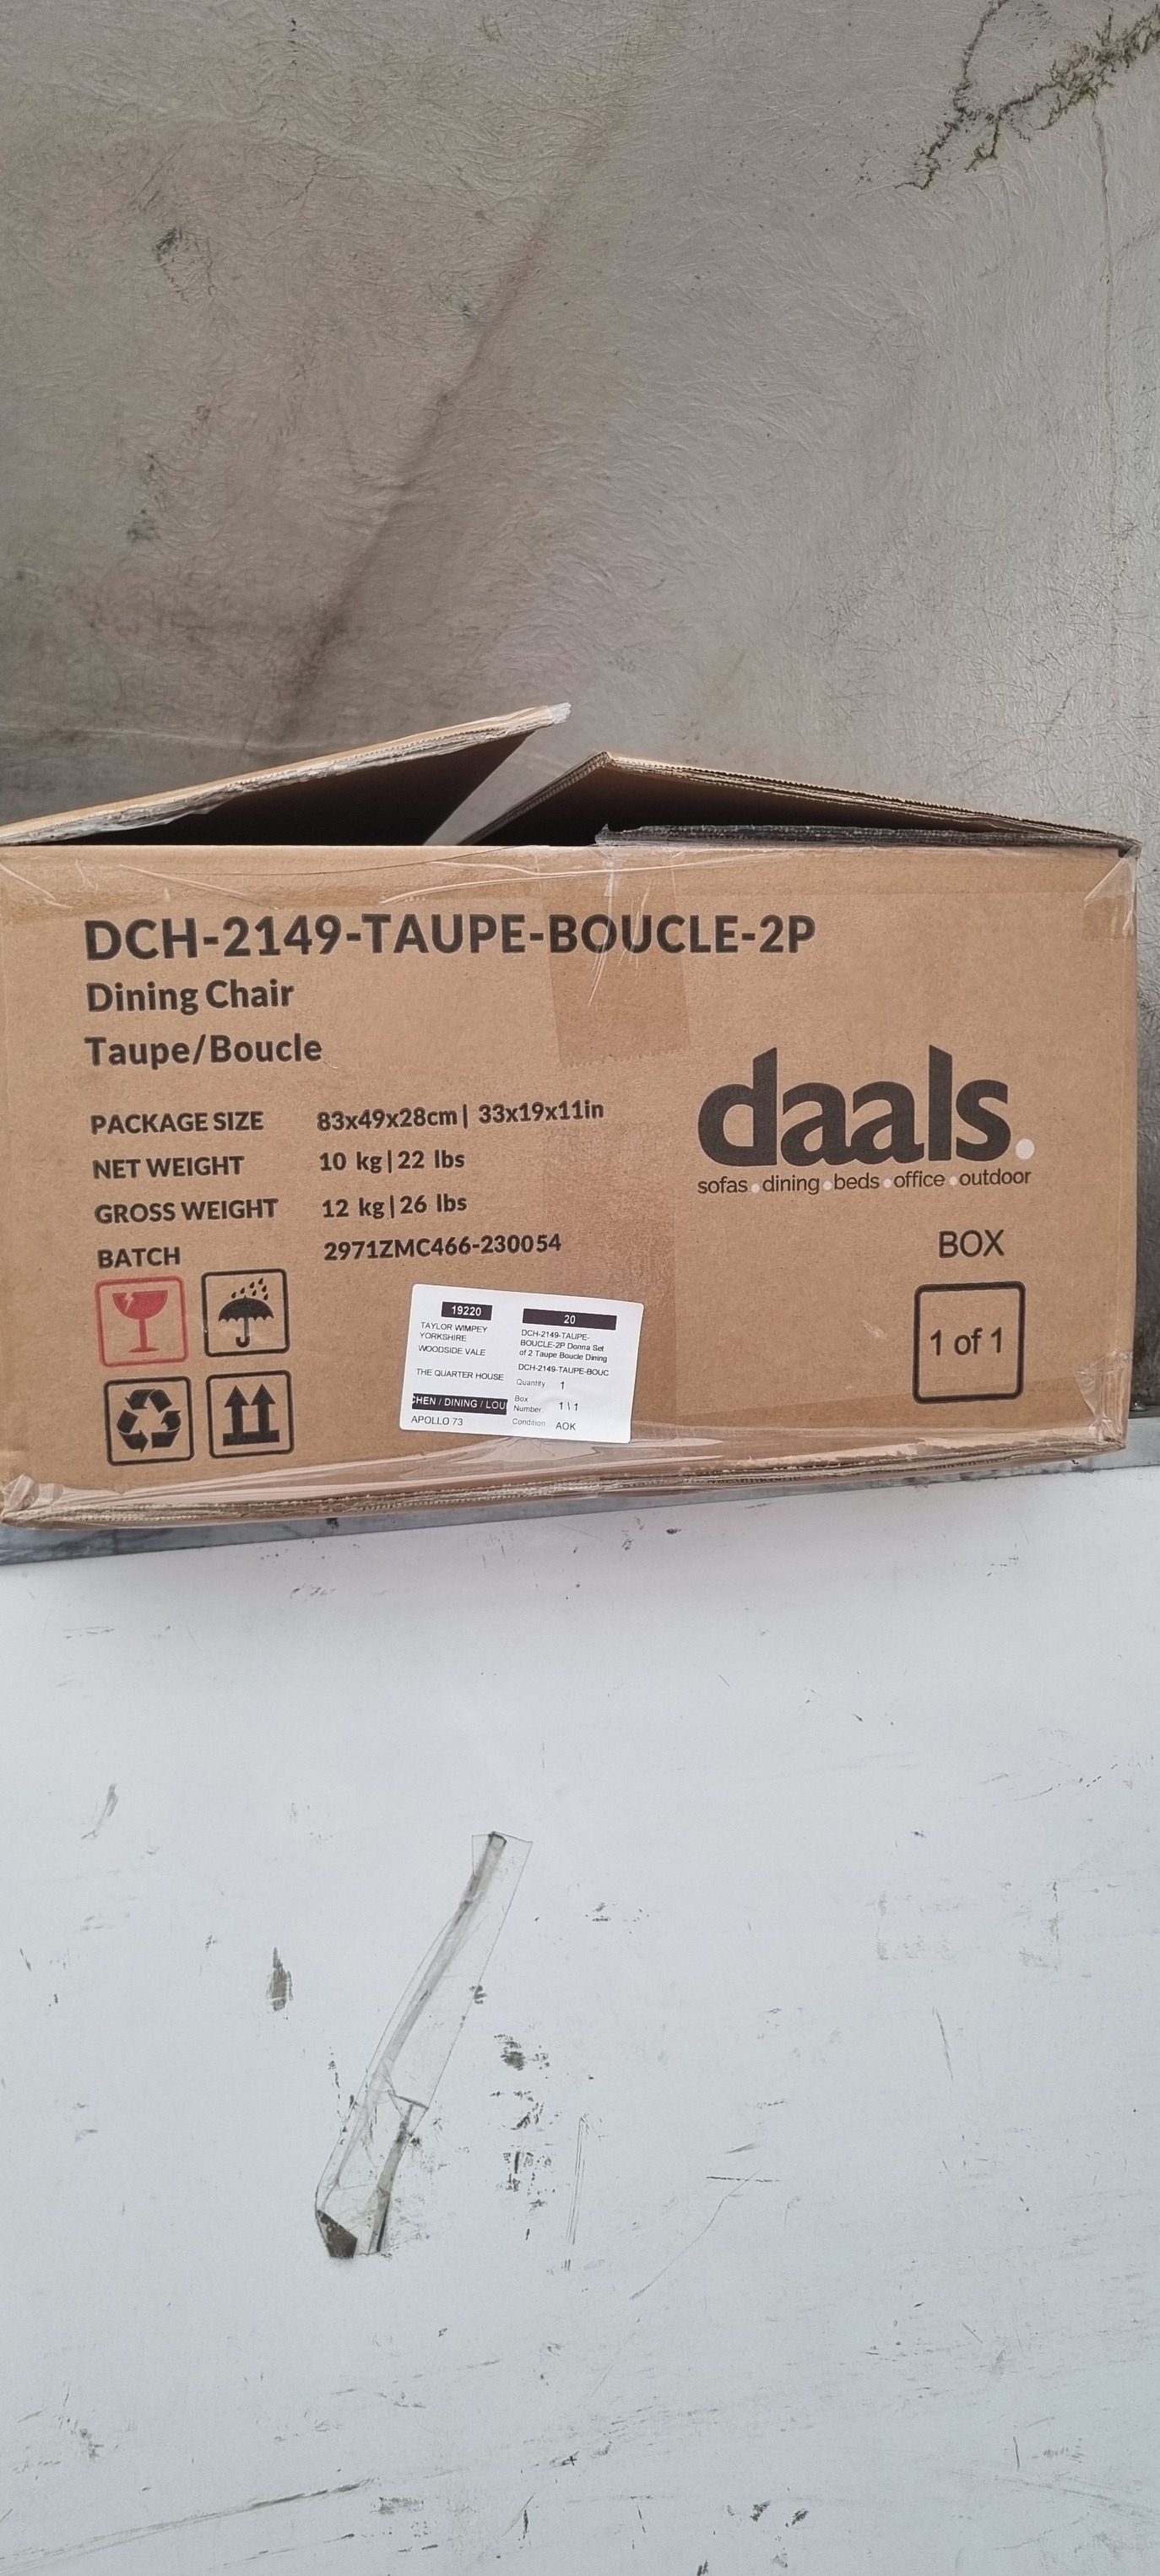 DCH-2149-TAUPE-BOUCLE-2P
Dining Chair
Taupe/Boucle
PACKAGE SIZE 83x49x28cm| 33x19x11in
NET WEIGHT 10 kg|22 lbs
GROSS WEIGHT 12 kg|26 lbs
BATCH 2971ZMC466-230054
daals.
sofas.dining.beds.office.outdoor
BOX
1 of 1
19220
TAYLOR WIMPEY
YORKSHIRE
WOODSIDE VALE
THE QUARTER HOUSE
CHEN / DINING / LOU
APOLLO 73
20
DCH-2149-TAUPE-
BOUCLE-2P Donna Set
of 2 Taupe Boucle Dining
DCH-2149-TAUPE-BOUC
Quantity 1
Box
Number 1 \ 1
Condition AOK